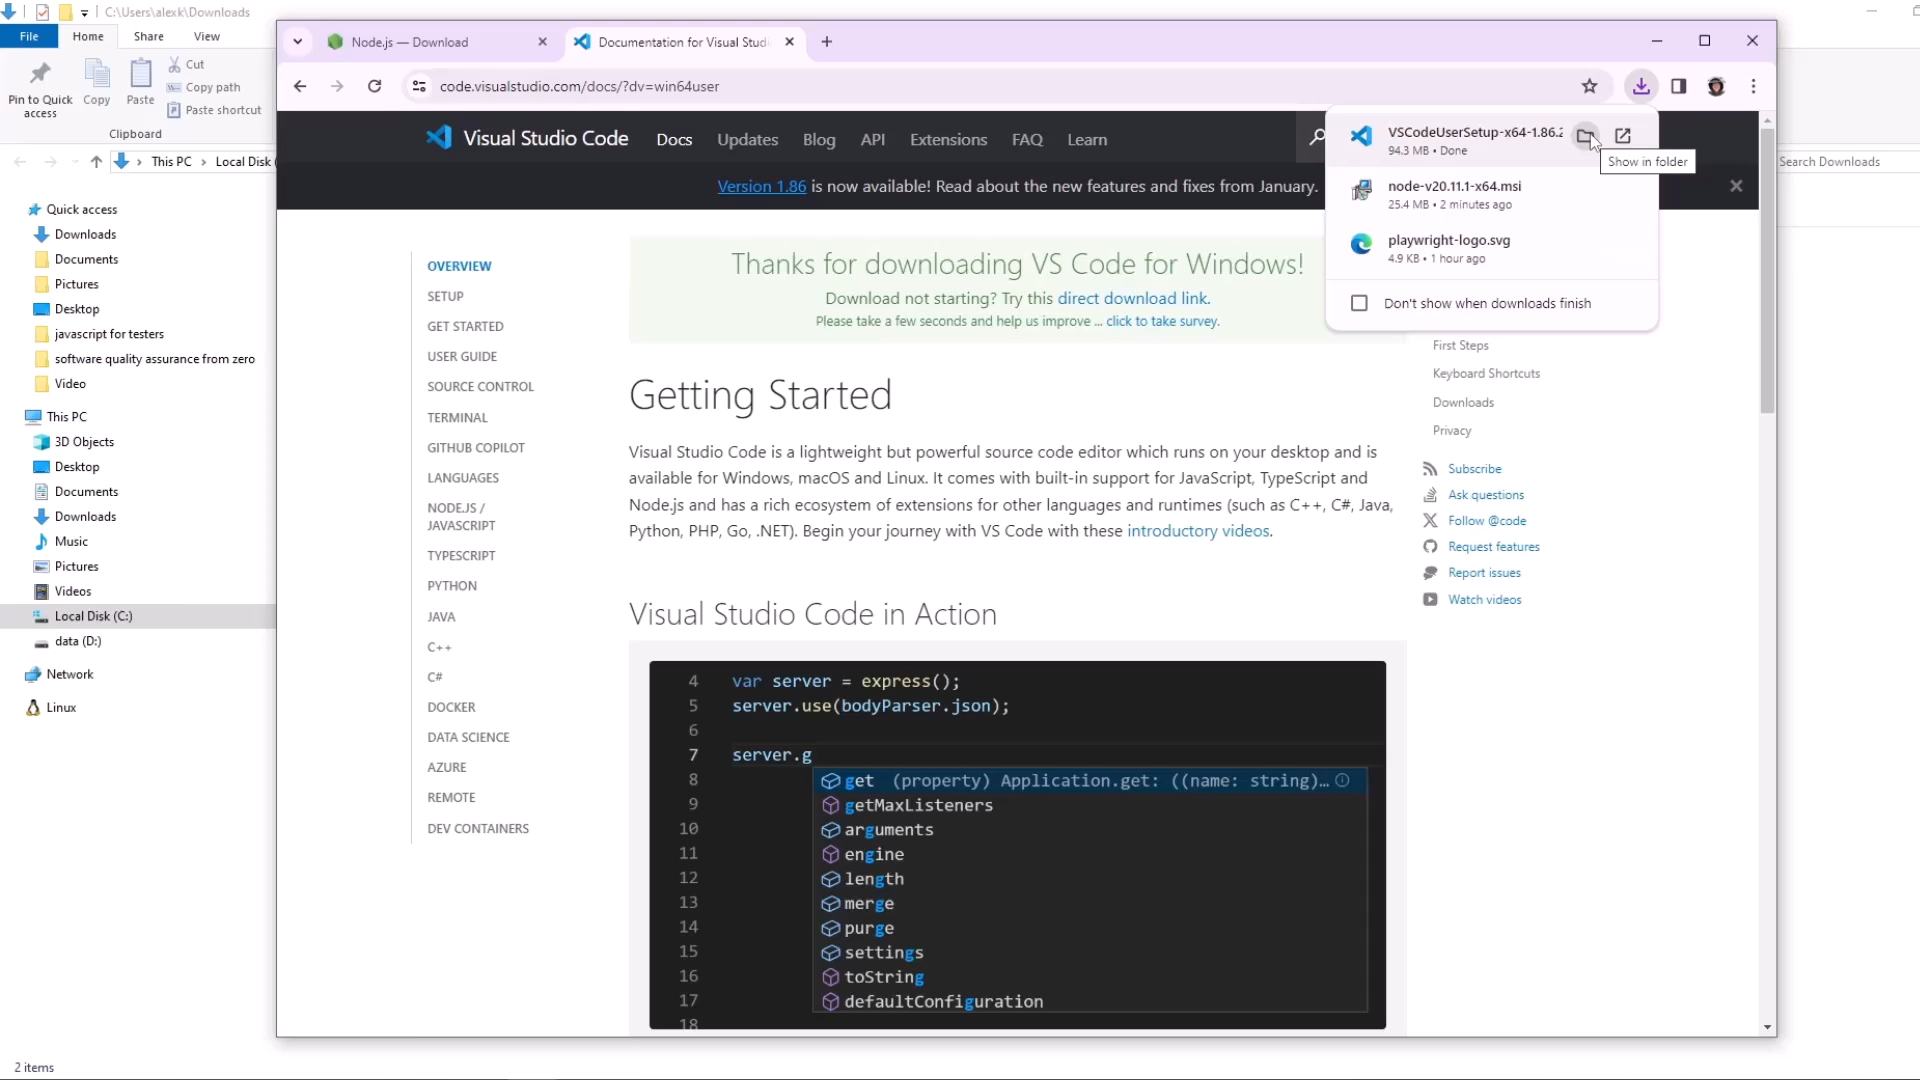 C:\Users\alexk\Downloads
File
Home
Share
View
Pin to Quick
access
Copy
Paste
Cut
Copy path
Paste shortcut
Clipboard
This PC
Local Disk
Search Downloads
Quick access
Downloads
Documents
Pictures
Desktop
javascript for testers
software quality assurance from zero
Video
This PC
3D Objects
Desktop
Documents
Downloads
Music
Pictures
Videos
Local Disk (C:)
data (D:)
Network
Linux
2 items
Node.js — Download
Documentation for Visual Studi
code.visualstudio.com/docs/?dv=win64user
Visual Studio Code
Docs
Updates
Blog
API
Extensions
FAQ
Learn
Version 1.86 is now available! Read about the new features and fixes from January.
VSCodeUserSetup-x64-1.86.2
94.3 MB • Done
Show in folder
node-v20.11.1-x64.msi
25.4 MB • 2 minutes ago
playwright-logo.svg
4.9 KB • 1 hour ago
Don't show when downloads finish
OVERVIEW
SETUP
GET STARTED
USER GUIDE
SOURCE CONTROL
TERMINAL
GITHUB COPILOT
LANGUAGES
NODE.JS /
JAVASCRIPT
TYPESCRIPT
PYTHON
JAVA
C++
C#
DOCKER
DATA SCIENCE
AZURE
REMOTE
DEV CONTAINERS
Thanks for downloading VS Code for Windows!
Download not starting? Try this direct download link.
Please take a few seconds and help us improve ... click to take survey.
Getting Started
Visual Studio Code is a lightweight but powerful source code editor which runs on your desktop and is
available for Windows, macOS and Linux. It comes with built-in support for JavaScript, TypeScript and
Node.js and has a rich ecosystem of extensions for other languages and runtimes (such as C++, C#, Java,
Python, PHP, Go, .NET). Begin your journey with VS Code with these introductory videos.
Visual Studio Code in Action
4 var server = express();
5 server.use(bodyParser.json);
6
7 server.g
8 get (property) Application.get: ((name: string)…
9 getMaxListeners
10 arguments
11 engine
12 length
13 merge
14 purge
15 settings
16 toString
17 defaultConfiguration
18
First Steps
Keyboard Shortcuts
Downloads
Privacy
Subscribe
Ask questions
Follow @code
Request features
Report issues
Watch videos